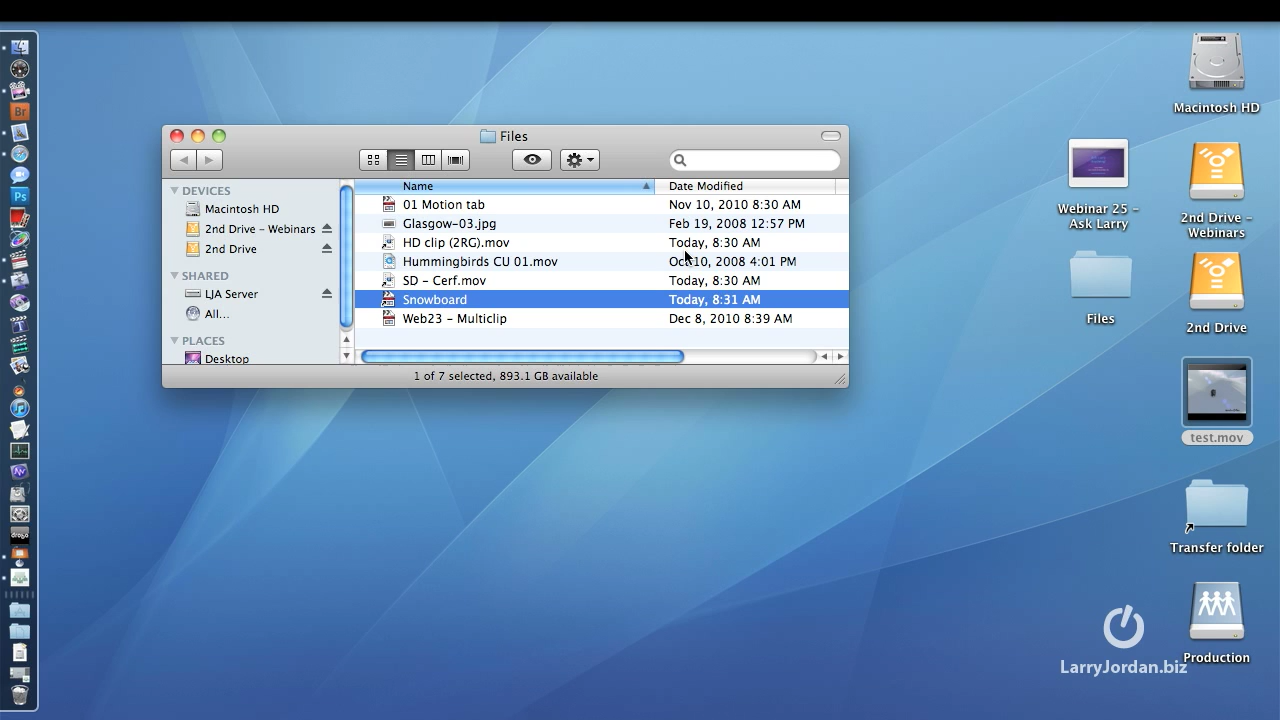 Files
DEVICES
Macintosh HD
2nd Drive – Webinars
2nd Drive
SHARED
LJA Server
All...
PLACES
Desktop
Name Date Modified
01 Motion tab Nov 10, 2010 8:30 AM
Glasgow-03.jpg Feb 19, 2008 12:57 PM
HD clip (2RG).mov Today, 8:30 AM
Hummingbirds CU 01.mov Oct 10, 2008 4:01 PM
SD – Cerf.mov Today, 8:30 AM
Snowboard Today, 8:31 AM
Web23 – Multiclip Dec 8, 2010 8:39 AM
1 of 7 selected, 893.1 GB available
Br
Ps
Macintosh HD
Webinar 25 –
Ask Larry
2nd Drive –
Webinars
Files
2nd Drive
test.mov
Transfer folder
Production
LarryJordan.biz